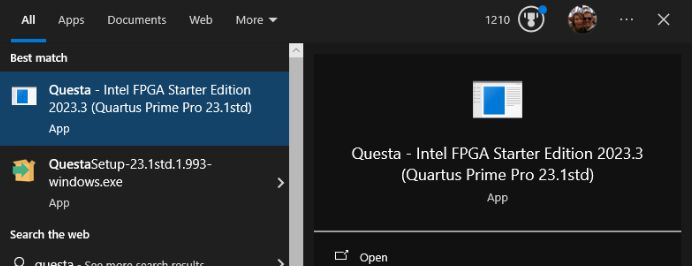 All Apps Documents Web More 1210 ...
Best match
Questa - Intel FPGA Starter Edition
2023.3 (Quartus Prime Pro 23.1std)
App
QuestaSetup-23.1std.1.993-
windows.exe
App
Search the web
questa - See more search results
Questa - Intel FPGA Starter Edition 2023.3
(Quartus Prime Pro 23.1std)
App
Open